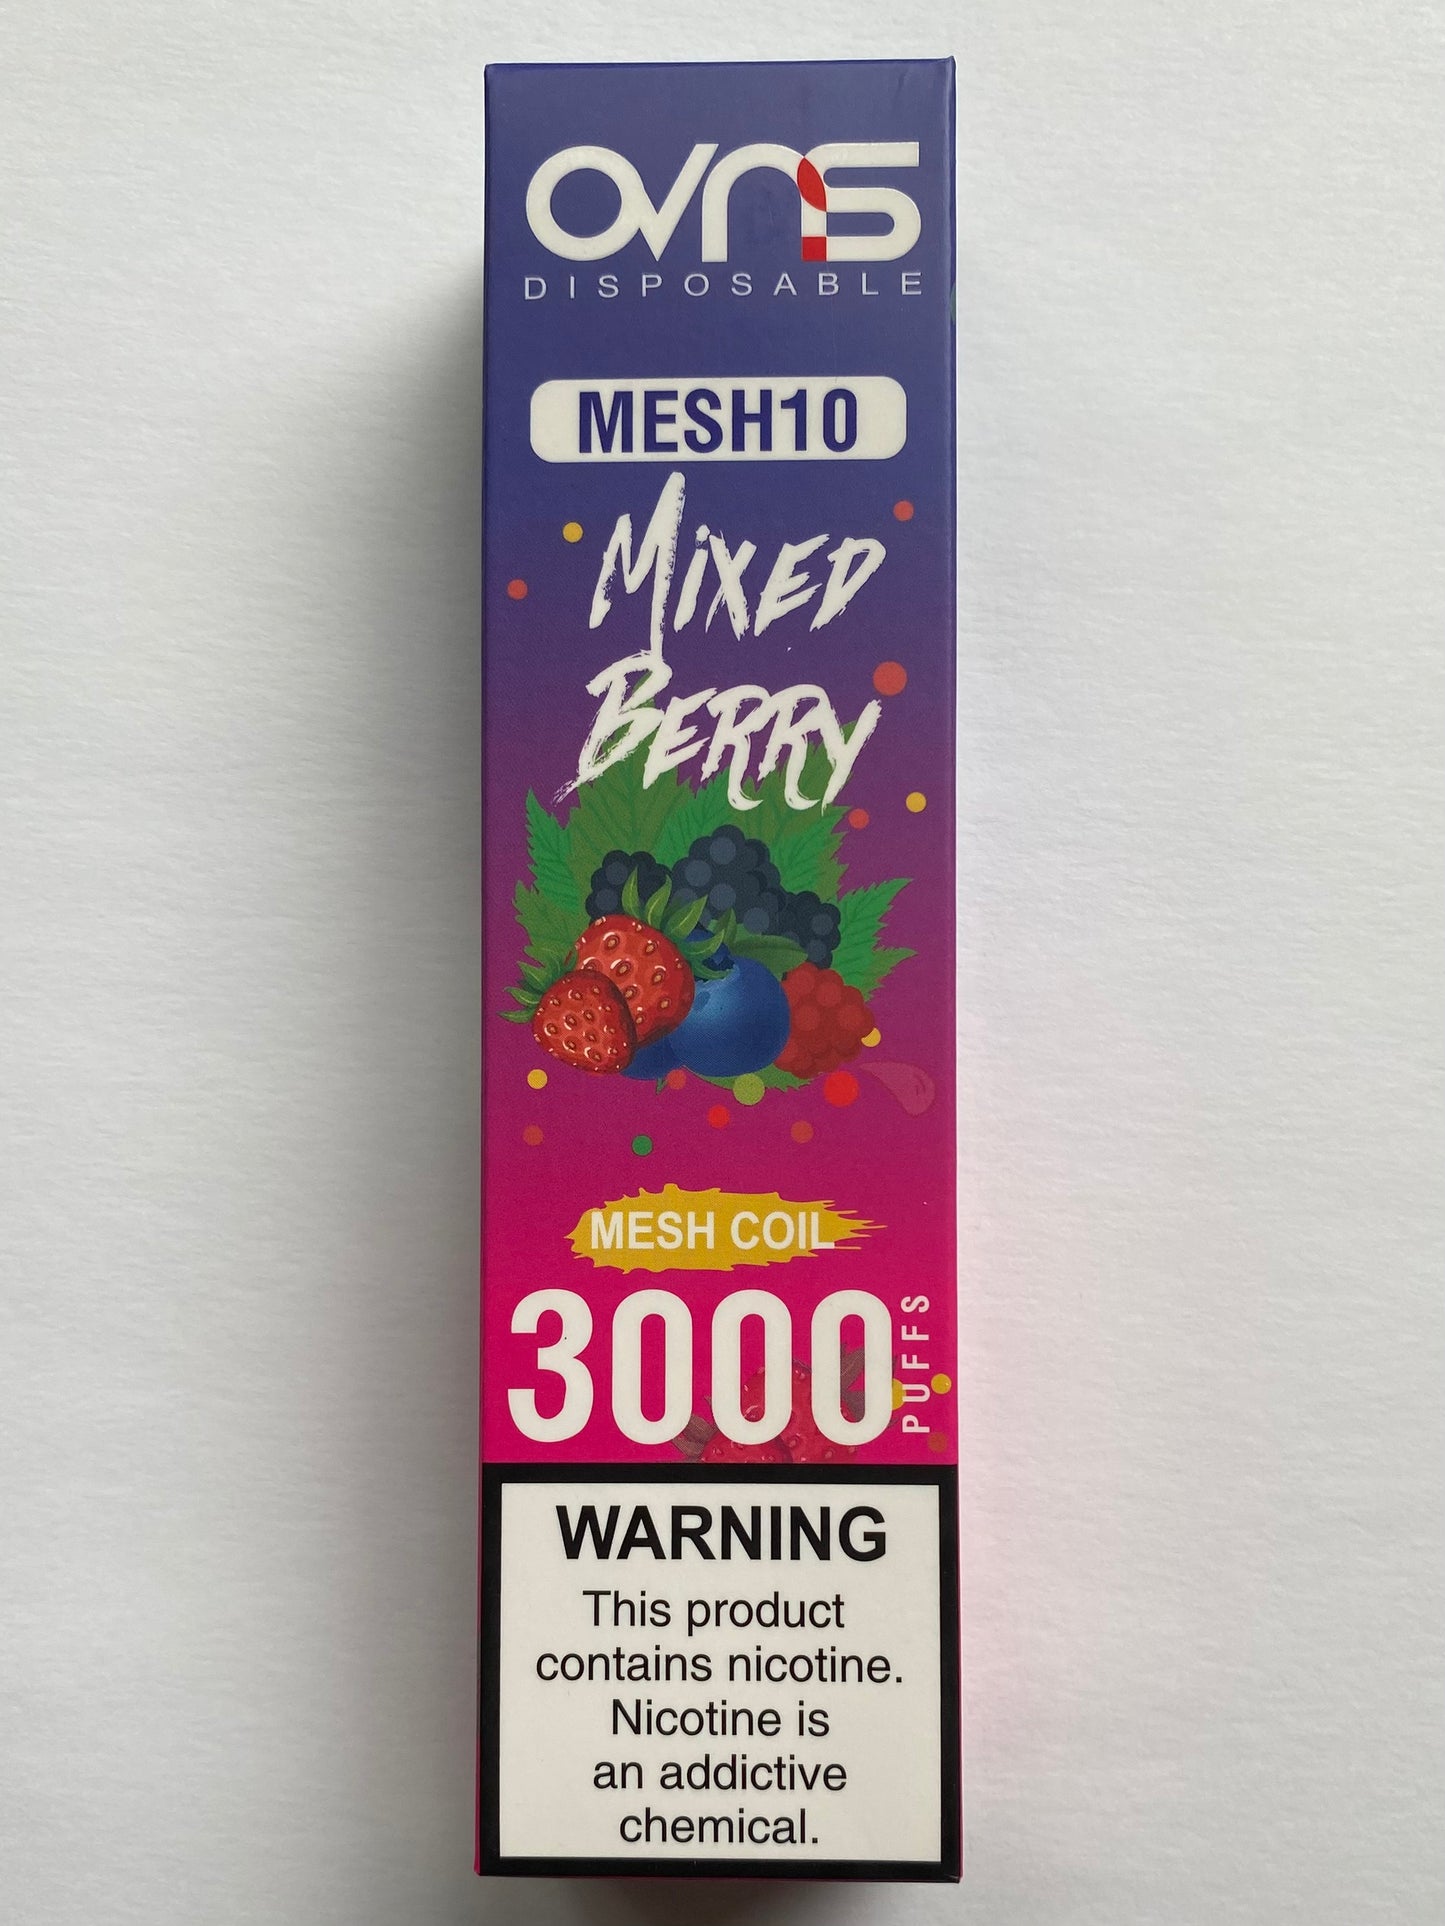 OVNS
DISPOSABLE
MESH10
MIXED
BERRY
MESH COIL
3000
PUFFS
WARNING
This product
contains nicotine.
Nicotine is
an addictive
chemical.